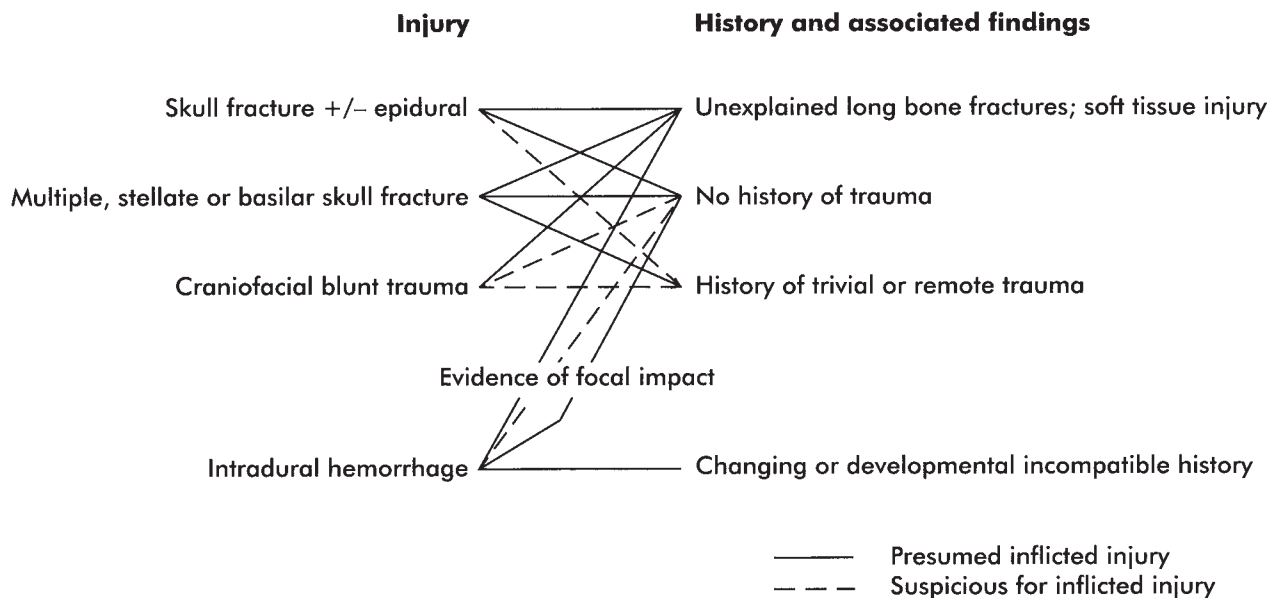 Injury History and associated findings
Skull fracture +/– epidural Unexplained long bone fractures; soft tissue injury
Multiple, stellate or basilar skull fracture No history of trauma
Craniofacial blunt trauma History of trivial or remote trauma
Evidence of focal impact
Intradural hemorrhage Changing or developmental incompatible history
Presumed inflicted injury
Suspicious for inflicted injury